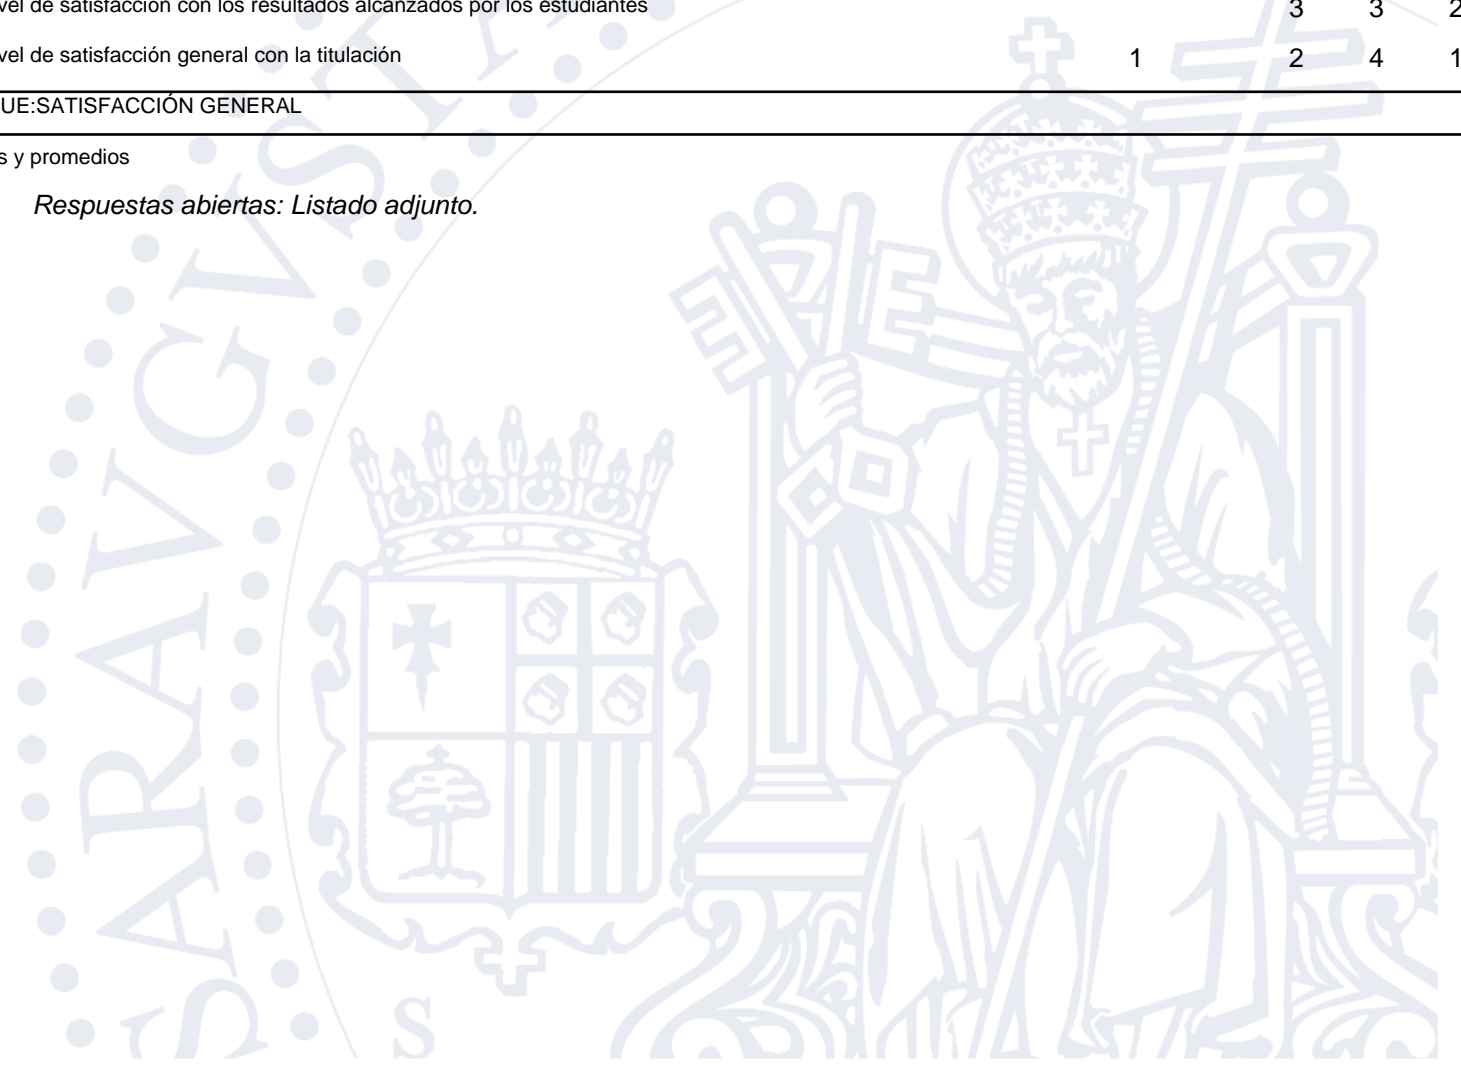 vel de satisfacción con los resultados alcanzados por los estudiantes 3 3 2
vel de satisfacción general con la titulación 1 2 4 1
UE:SATISFACCIÓN GENERAL
s y promedios
Respuestas abiertas: Listado adjunto.
SARAVGVSTA
S